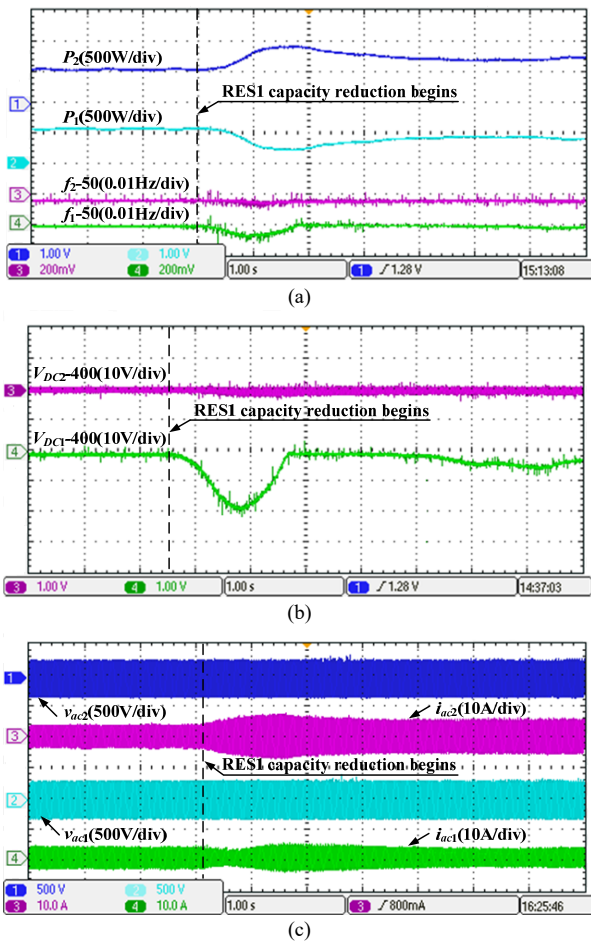 P2(500W/div)
RES1 capacity reduction begins
1
P1(500W/div)
2
f2-50(0.01Hz/div)
3
f1-50(0.01Hz/div)
4
1 1.00 V 2 1.00 V
3 200mV 4 200mV 1.00 s 1 1.28 V 15:13:08
(a)
VDC2-400(10V/div)
3
RES1 capacity reduction begins
VDC1-400(10V/div)
4
3 1.00 V 4 1.00 V 1.00 s 1 1.28 V 14:37:03
(b)
1
vac2(500V/div) iac2(10A/div)
3
RES1 capacity reduction begins
2
vac1(500V/div) iac1(10A/div)
4
1 500 V 2 500 V
3 10.0 A 4 10.0 A 1.00 s 3 800mA 16:25:46
(c)